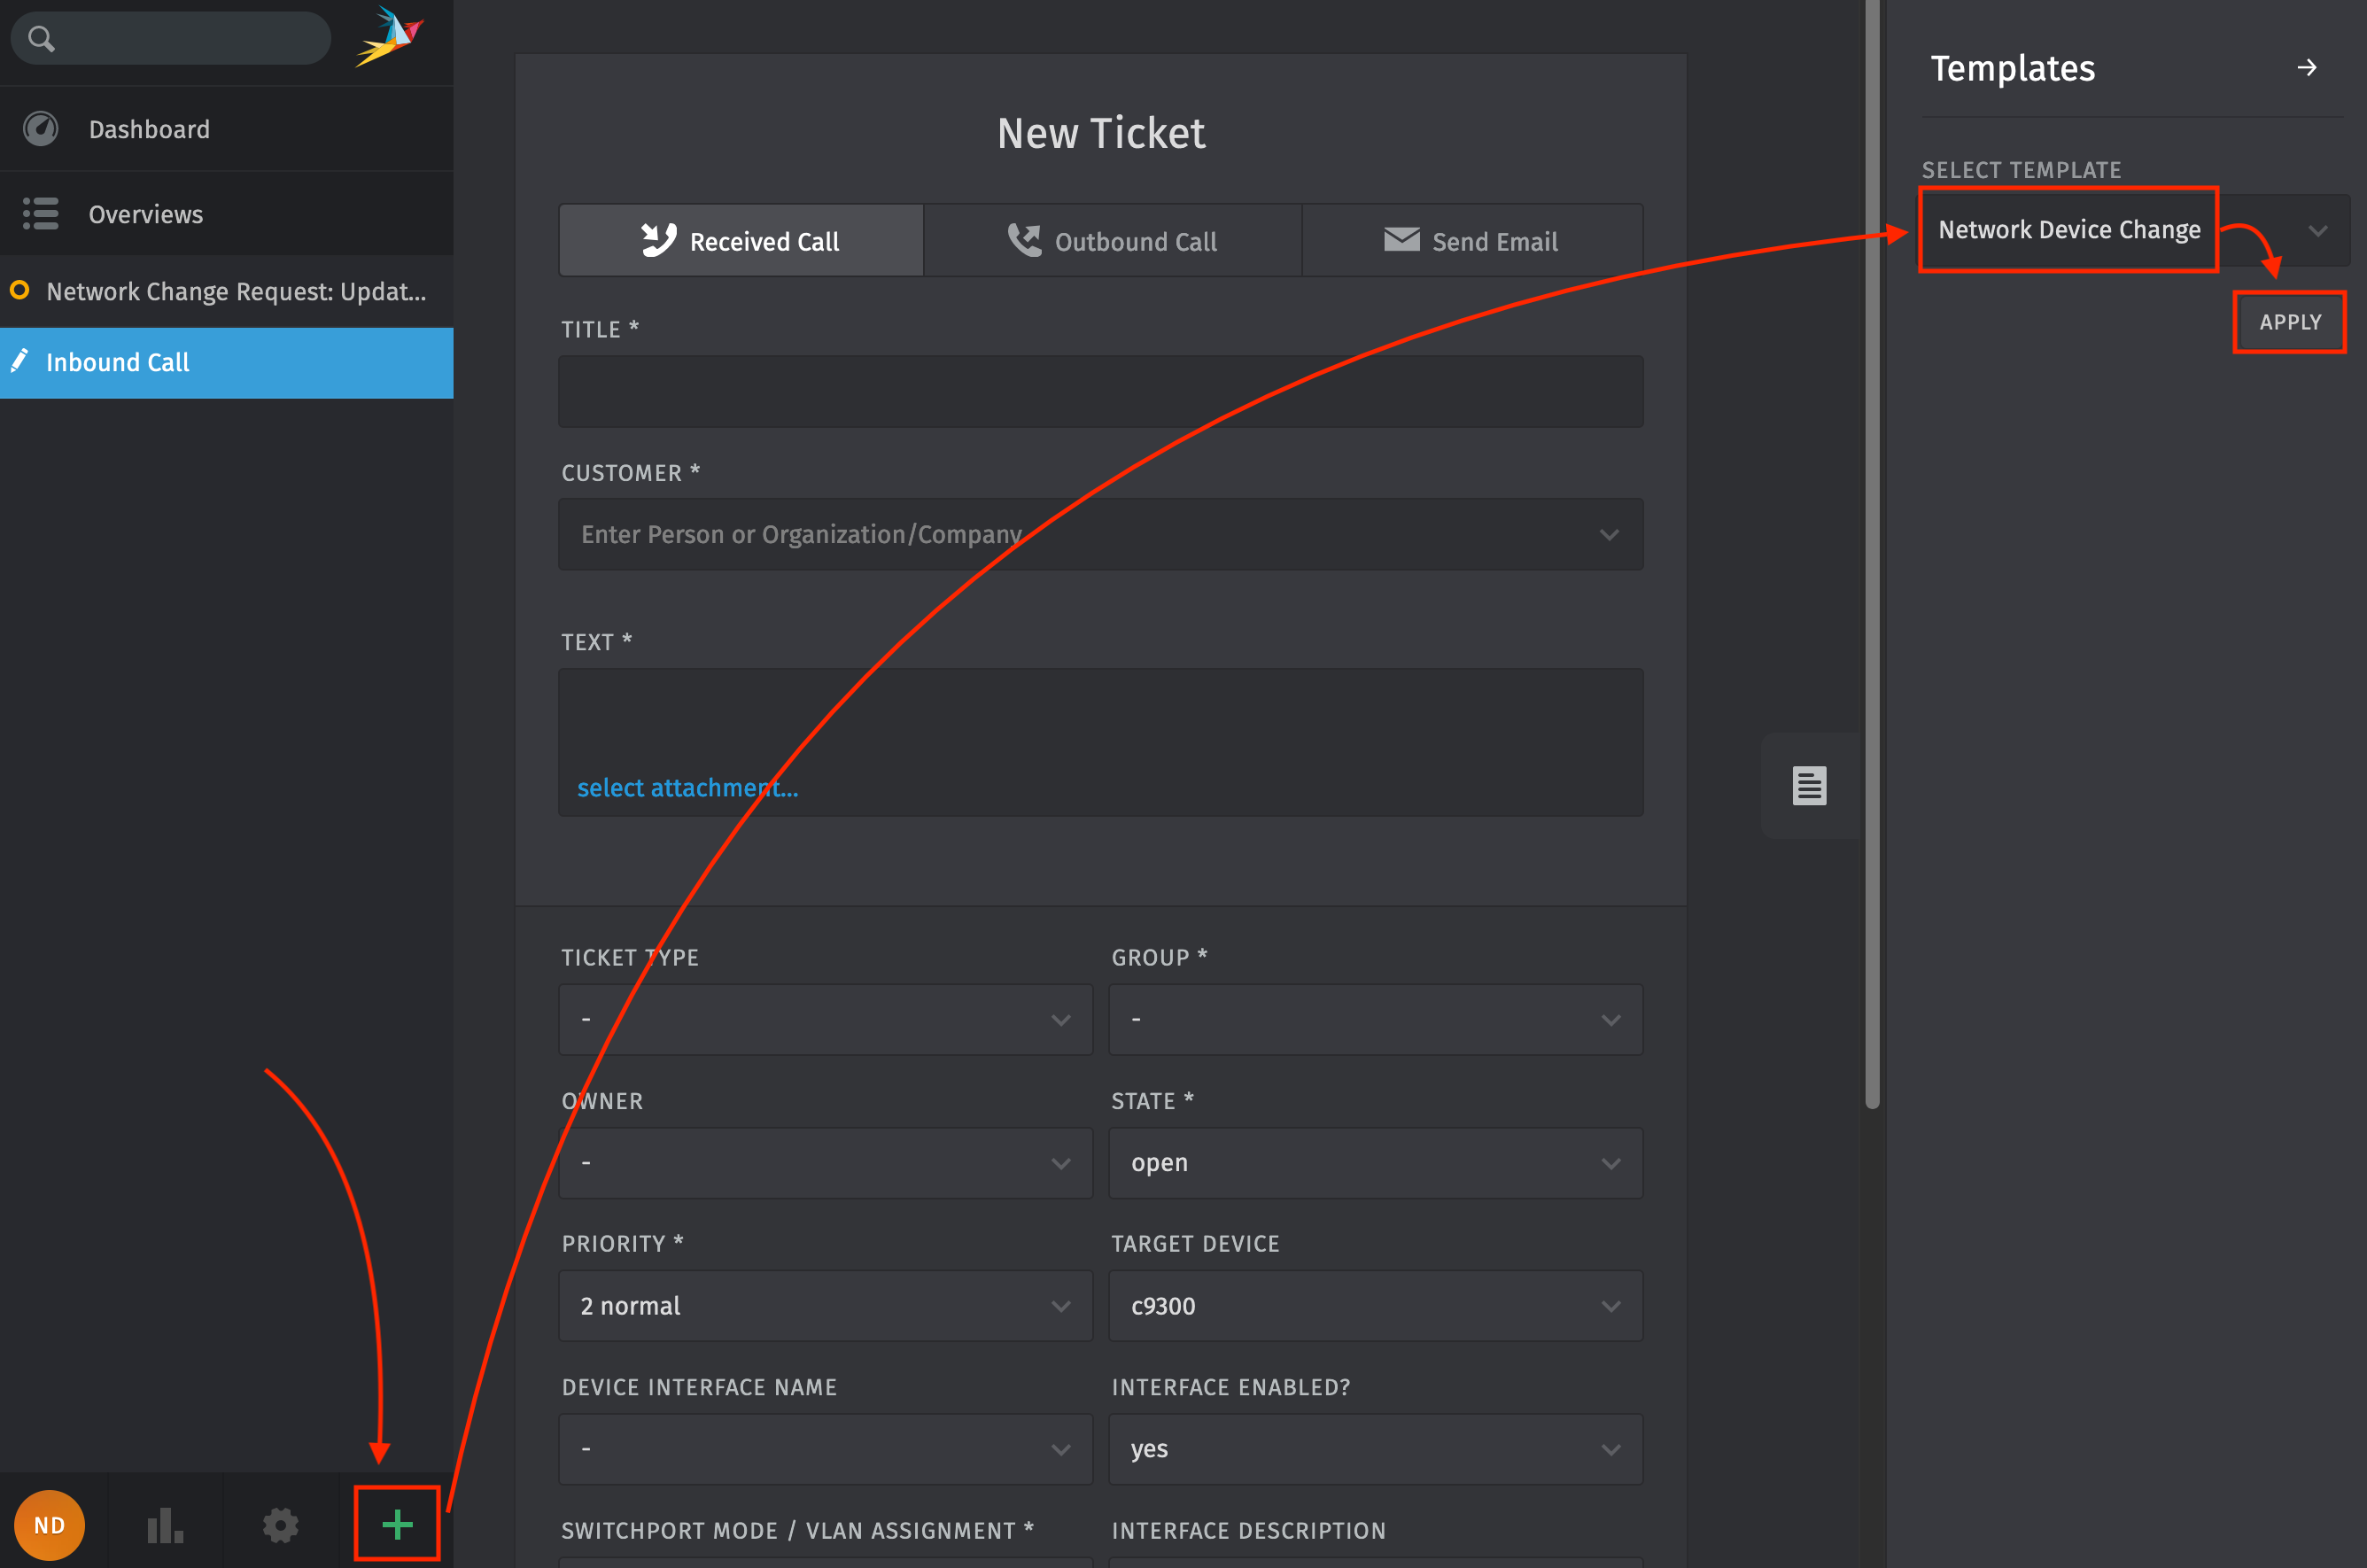 Dashboard
Overviews
Network Change Request: Updat...
Inbound Call
ND
New Ticket
Received Call
Outbound Call
Send Email
TITLE *
CUSTOMER *
Enter Person or Organization/Company
TEXT *
select attachment...
TICKET TYPE
GROUP *
-
-
OWNER
STATE *
-
open
PRIORITY *
TARGET DEVICE
2 normal
c9300
DEVICE INTERFACE NAME
INTERFACE ENABLED?
-
yes
SWITCHPORT MODE / VLAN ASSIGNMENT *
INTERFACE DESCRIPTION
Templates
SELECT TEMPLATE
Network Device Change
APPLY